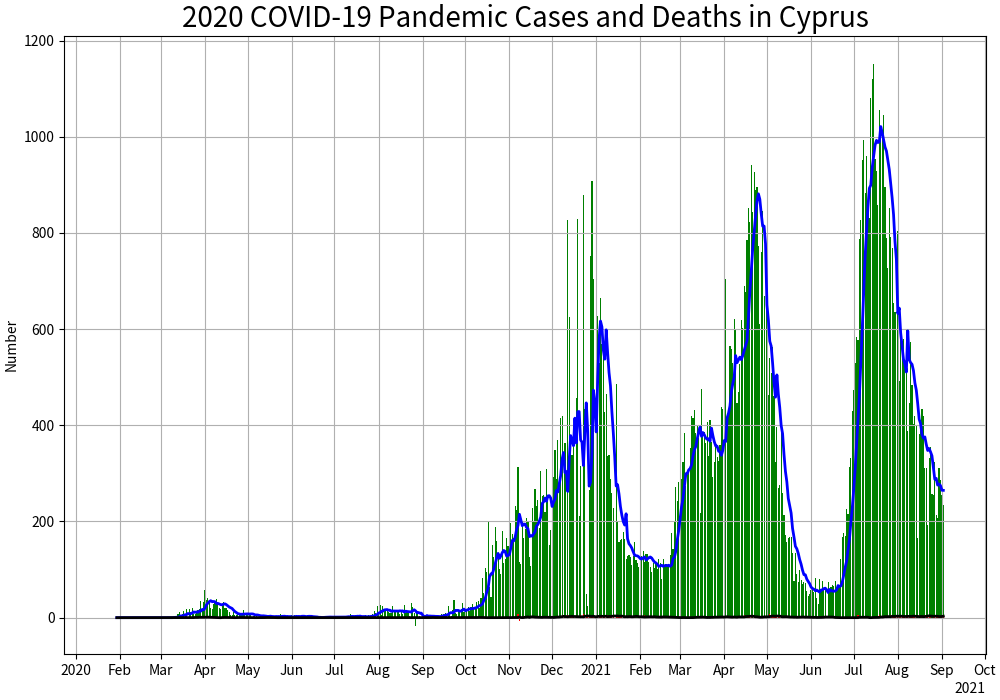 2020 COVID-19 Pandemic Cases and Deaths in Cyprus
1200
1000
800
600
400
200
0
Number
2020 Feb Mar Apr May Jun Jul Aug Sep Oct Nov Dec 2021 Feb Mar Apr May Jun Jul Aug Sep Oct
2021